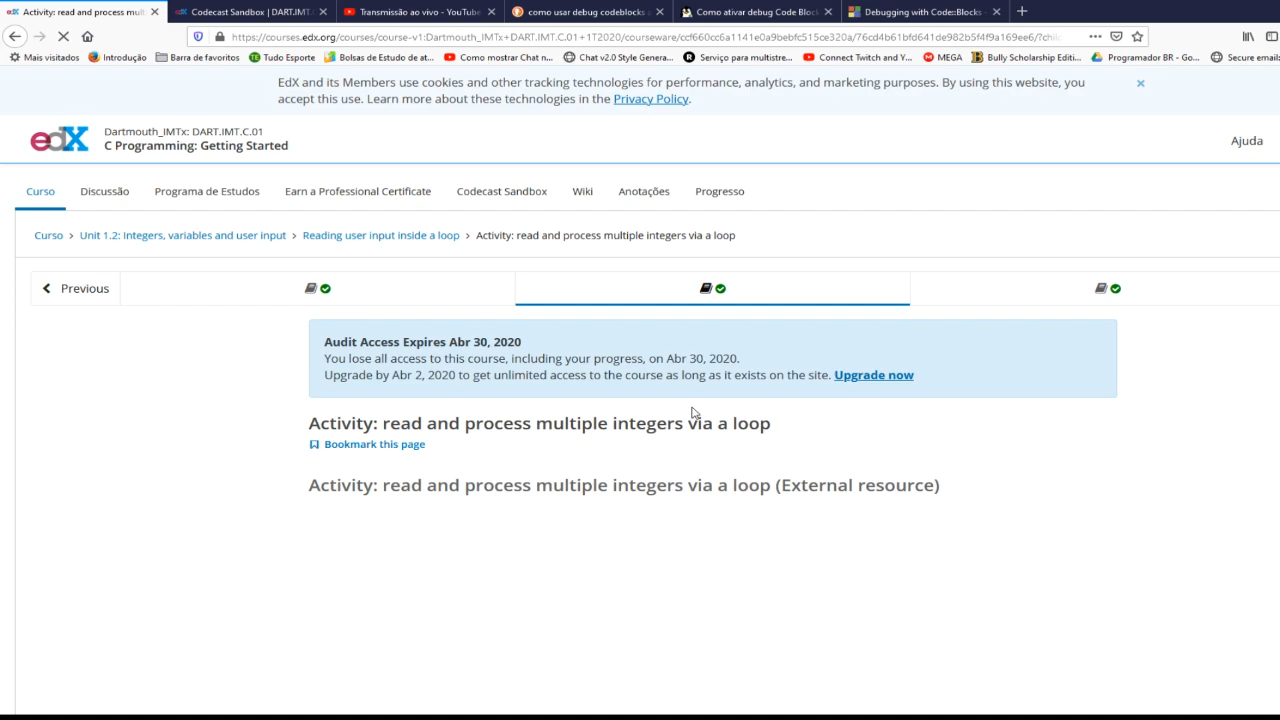 Activity: read and process mult
Codecast Sandbox | DART.IMT.
Transmissão ao vivo - YouTube
como usar debug codeblocks
Como ativar debug Code Block
Debugging with Code::Blocks -
https://courses.edx.org/courses/course-v1:Dartmouth_IMTx+DART.IMT.C.01+1T2020/courseware/ccf660cc6a1141e0a9bebfc515ce320a/76cd4b61bfd641de982b5f4f9a169ee6/?chi
Mais visitados
Introdução
Barra de favoritos
Tudo Esporte
Bolsas de Estudo de at...
Como mostrar Chat n...
Chat v2.0 Style Genera...
Serviço para multistre...
Connect Twitch and Y...
MEGA
Bully Scholarship Editi...
Programador BR - Go...
Secure email:
EdX and its Members use cookies and other tracking technologies for performance, analytics, and marketing purposes. By using this website, you
accept this use. Learn more about these technologies in the Privacy Policy.
edX
Dartmouth_IMTx: DART.IMT.C.01
C Programming: Getting Started
Ajuda
Curso
Discussão
Programa de Estudos
Earn a Professional Certificate
Codecast Sandbox
Wiki
Anotações
Progresso
Curso > Unit 1.2: Integers, variables and user input > Reading user input inside a loop > Activity: read and process multiple integers via a loop
Previous
Audit Access Expires Abr 30, 2020
You lose all access to this course, including your progress, on Abr 30, 2020.
Upgrade by Abr 2, 2020 to get unlimited access to the course as long as it exists on the site. Upgrade now
Activity: read and process multiple integers via a loop
Bookmark this page
Activity: read and process multiple integers via a loop (External resource)